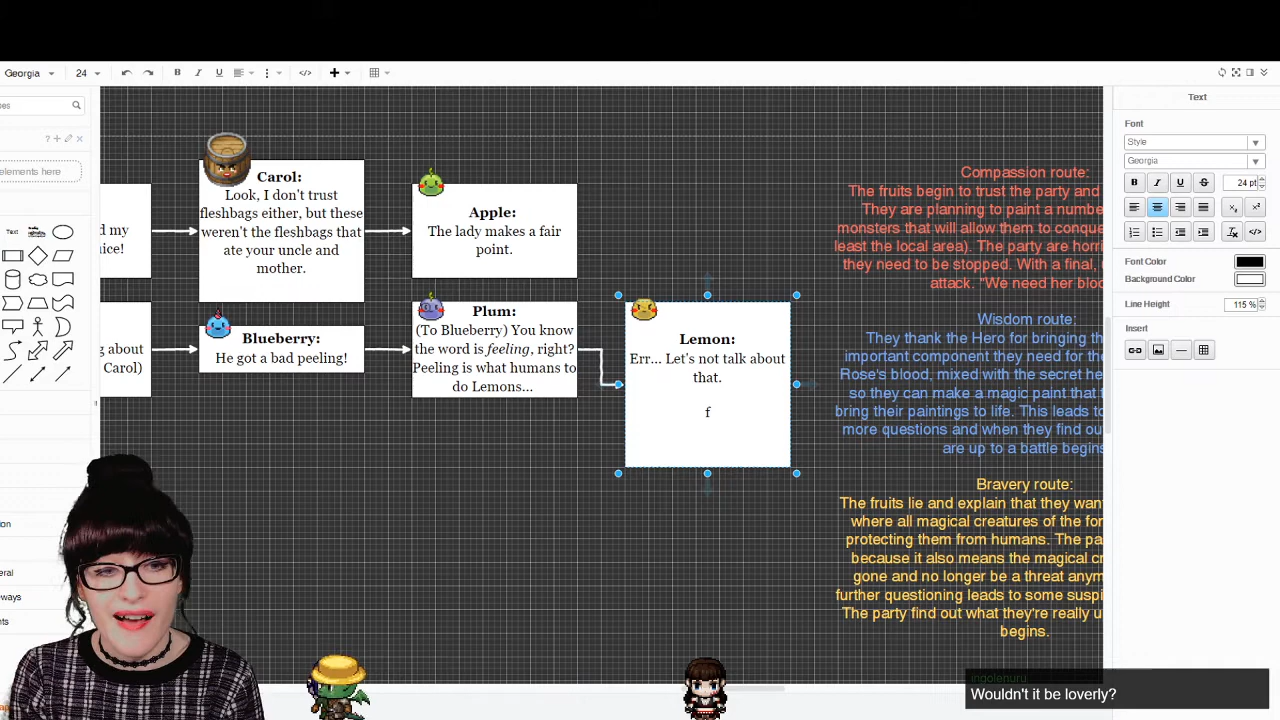 Georgia
24
B I U
Text
Font
Style
Georgia
B I U S
24 pt
Font Color
Background Color
Line Height
115 %
Insert
elements here
Text
Carol:
Look, I don't trust
fleshbags either, but these
weren't the fleshbags that
ate your uncle and
mother.
Apple:
The lady makes a fair
point.
d my
ice!
g about
Carol)
Blueberry:
He got a bad peeling!
Plum:
(To Blueberry) You know
the word is feeling, right?
Peeling is what humans to
do Lemons...
Lemon:
Err... Let's not talk about
that.
f
Compassion route:
The fruits begin to trust the party and
They are planning to paint a numbe
monsters that will allow them to conque
least the local area). The party are horri
they need to be stopped. With a final,
attack. "We need her bloo
Wisdom route:
They thank the Hero for bringing th
important component they need for the
Rose's blood, mixed with the secret he
so they can make a magic paint that
bring their paintings to life. This leads to
more questions and when they find ou
are up to a battle begins
Bravery route:
The fruits lie and explain that they wan
where all magical creatures of the for
protecting them from humans. The pa
because it also means the magical cr
gone and no longer be a threat anym
further questioning leads to some suspi
The party find out what they're really u
begins.
ingolenuru
Wouldn't it be loverly?